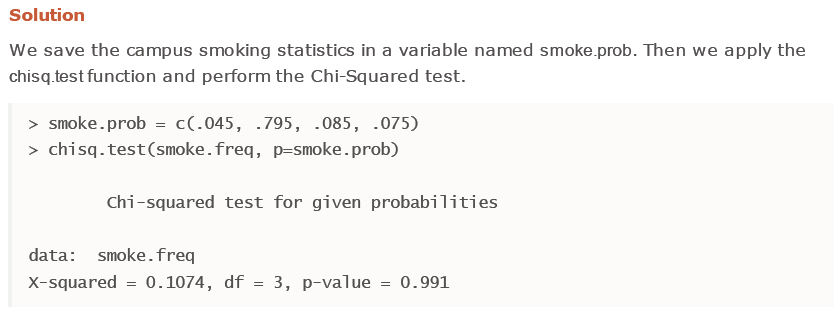 Solution
We save the campus smoking statistics in a variable named smoke.prob. Then we apply the
chisq.test function and perform the Chi-Squared test.
> smoke.prob = c(.045, .795, .085, .075)
> chisq.test(smoke.freq, p=smoke.prob)
Chi-squared test for given probabilities
data:  smoke.freq
X-squared = 0.1074, df = 3, p-value = 0.991